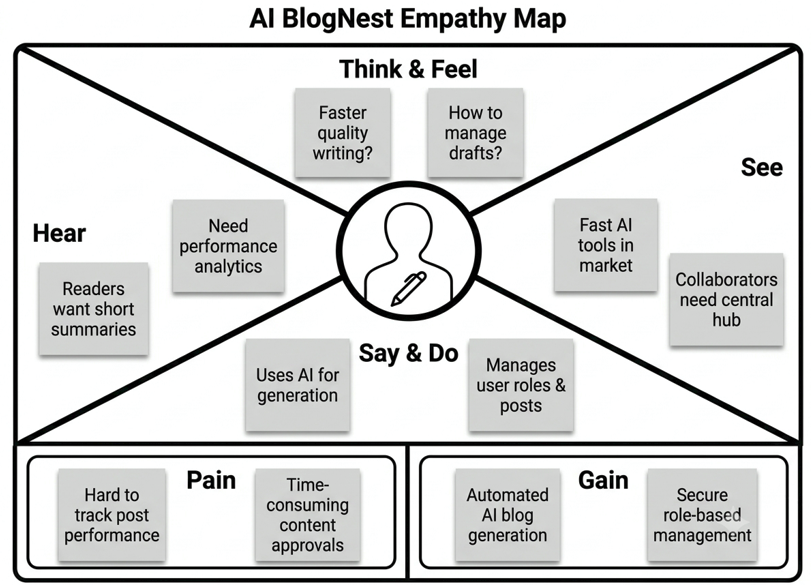 AI BlogNest Empathy Map
Think & Feel
Faster
quality
writing?
How to
manage
drafts?
See
Hear
Need
performance
analytics
Fast AI
tools in
market
Readers
want short
summaries
Collaborators
need central
hub
Say & Do
Uses AI for
generation
Manages
user roles &
posts
Pain
Hard to
track post
performance
Time-
consuming
content
approvals
Gain
Automated
AI blog
generation
Secure
role-based
management